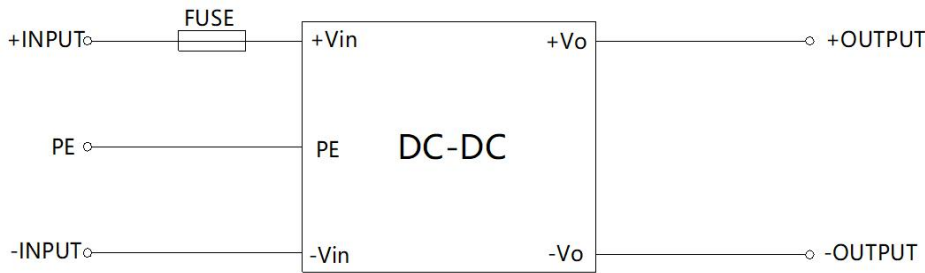 FUSE
+INPUT
+Vin
+Vo
+OUTPUT
PE
PE
DC-DC
-INPUT
-Vin
-Vo
-OUTPUT